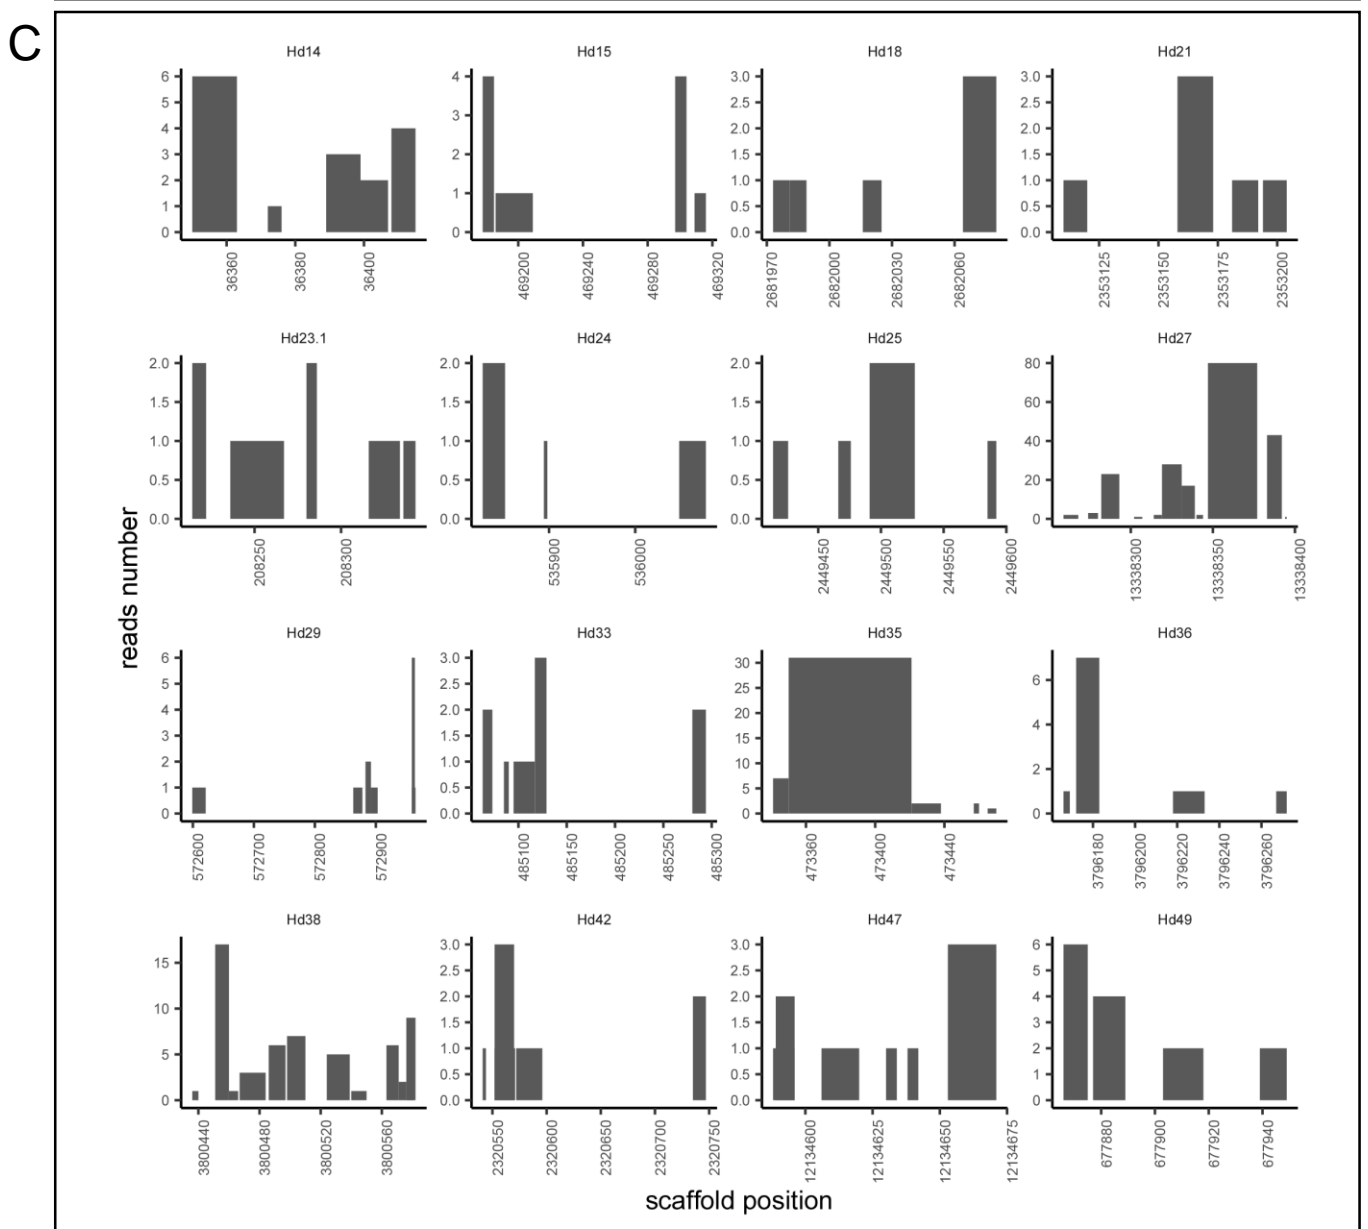 C
Hd14 Hd15 Hd18 Hd21
6 5 4 3 2 1 0
4 3 2 1 0
3.0 2.5 2.0 1.5 1.0 0.5 0.0
3.0 2.5 2.0 1.5 1.0 0.5 0.0
36360 36380 36400
469200 469240 469280 469320
2681970 2682000 2682030 2682060
2353125 2353150 2353175 2353200
Hd23.1 Hd24 Hd25 Hd27
2.0 1.5 1.0 0.5 0.0
2.0 1.5 1.0 0.5 0.0
2.0 1.5 1.0 0.5 0.0
80 60 40 20 0
208250 208300
535900 536000
2449450 2449500 2449550 2449600
13338300 13338350 13338400
reads number
Hd29 Hd33 Hd35 Hd36
6 5 4 3 2 1 0
3.0 2.5 2.0 1.5 1.0 0.5 0.0
30 25 20 15 10 5 0
6 4 2 0
572600 572700 572800 572900
485100 485150 485200 485250 485300
473360 473400 473440
3796180 3796200 3796220 3796240 3796260
Hd38 Hd42 Hd47 Hd49
15 10 5 0
3.0 2.5 2.0 1.5 1.0 0.5 0.0
3.0 2.5 2.0 1.5 1.0 0.5 0.0
6 5 4 3 2 1 0
3800440 3800480 3800520 3800560
2320550 2320600 2320650 2320700 2320750
12134600 12134625 12134650 12134675
677880 677900 677920 677940
scaffold position